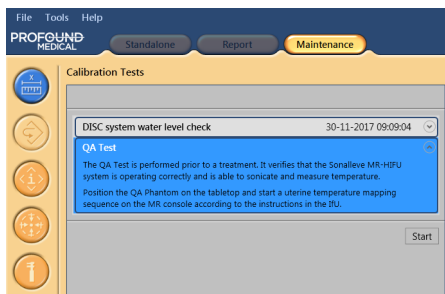 File Tools Help
PROFOUND
MEDICAL
Standalone
Report
Maintenance
Calibration Tests
DISC system water level check 30-11-2017 09:09:04
QA Test
The QA Test is performed prior to a treatment. It verifies that the Sonalleve MR-HIFU
system is operating correctly and is able to sonicate and measure temperature.
Position the QA Phantom on the tabletop and start a uterine temperature mapping
sequence on the MR console according to the instructions in the IfU.
Start